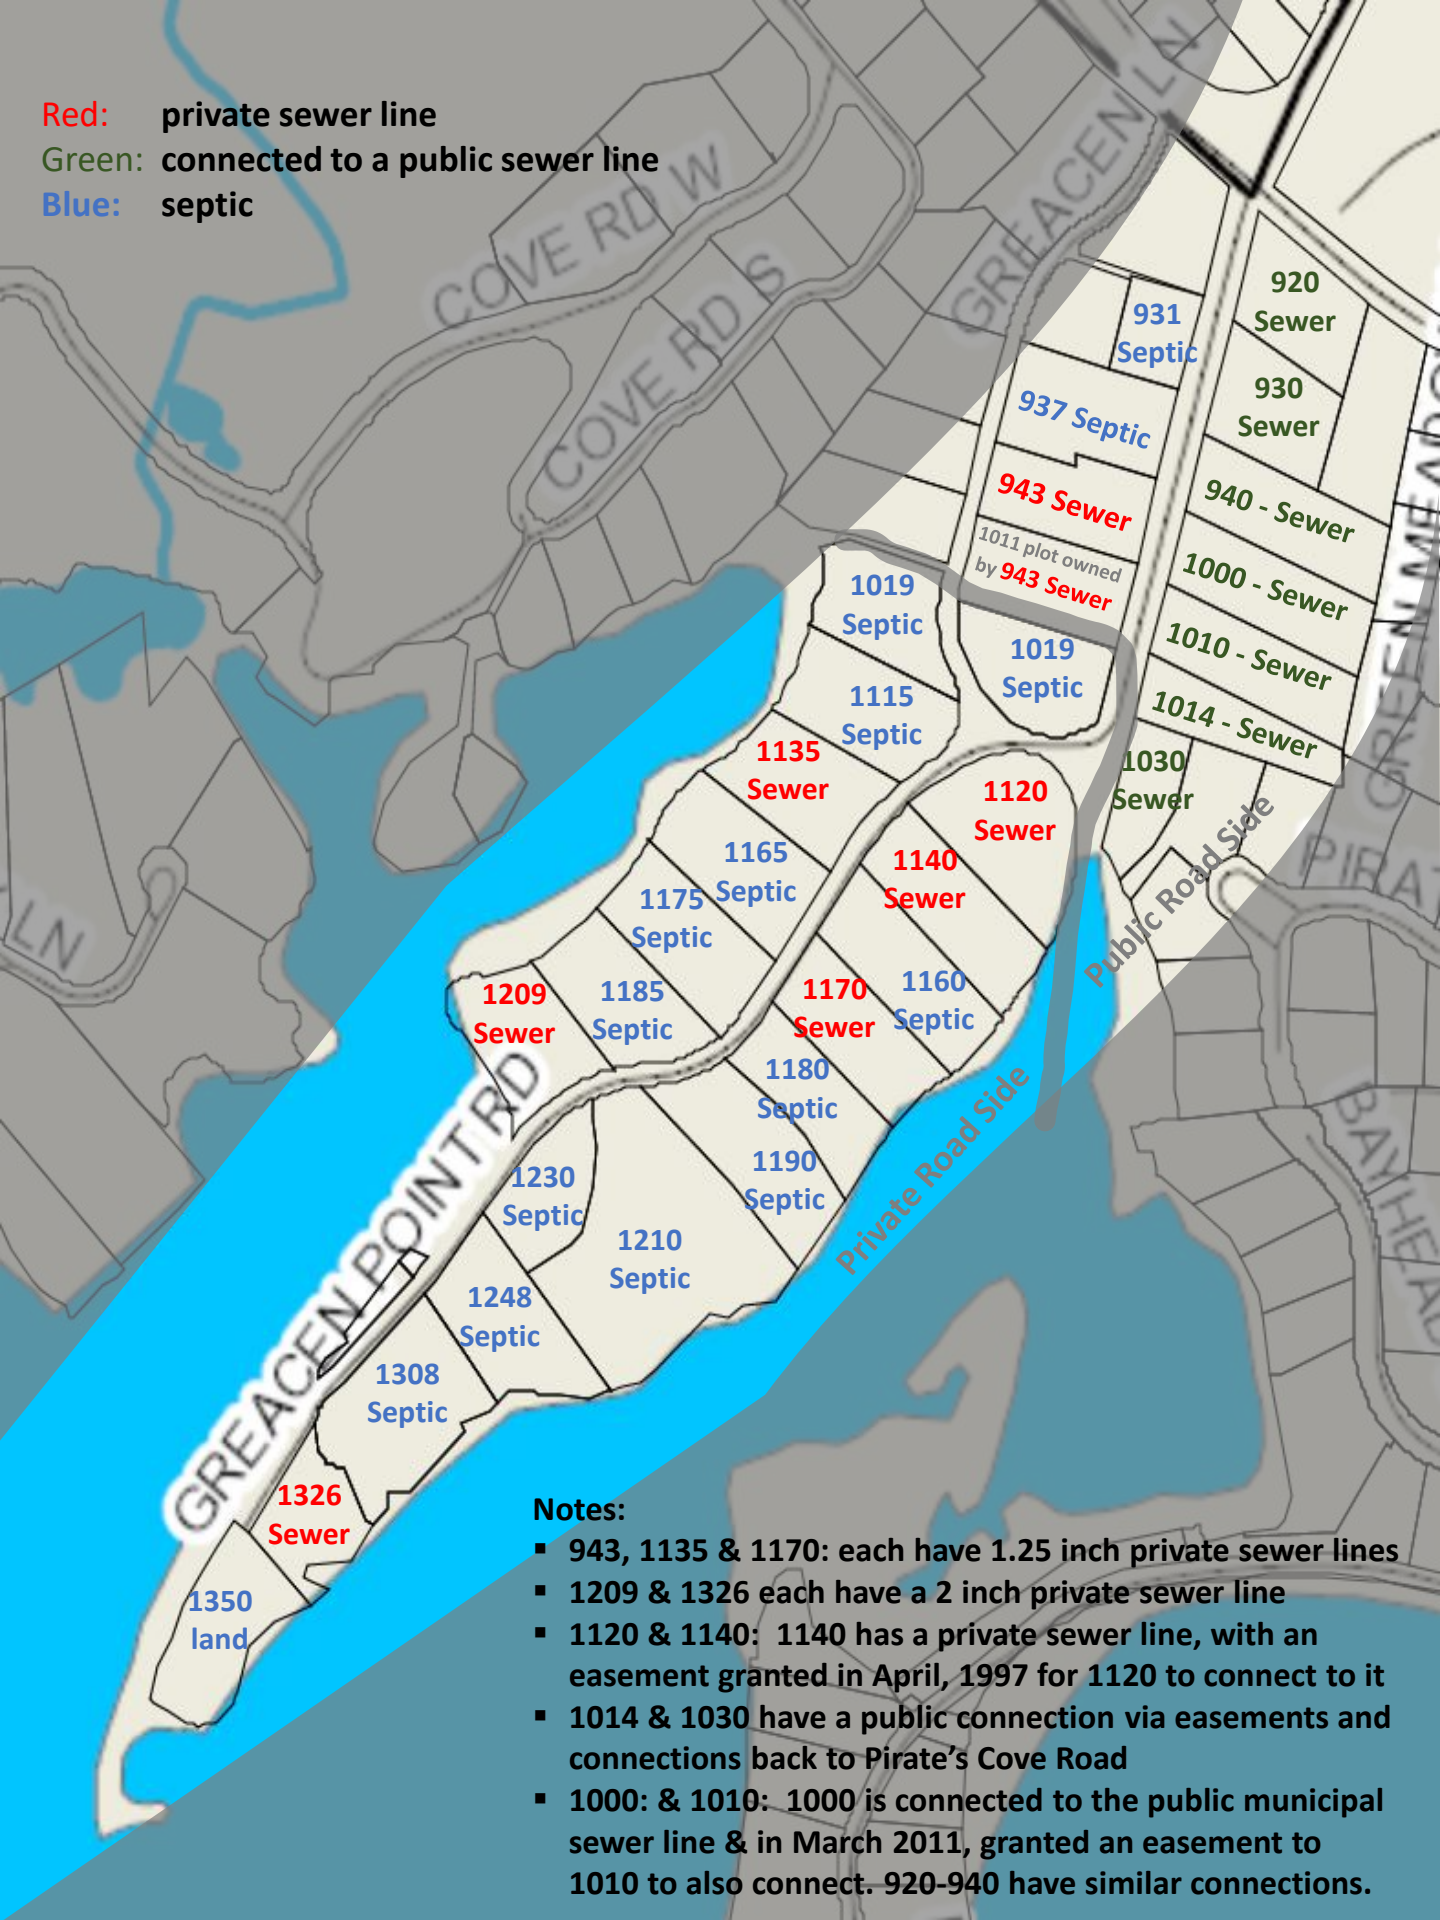 Red: private sewer line
Green: connected to a public sewer line
Blue: septic
COVE RD W
COVE RD S
GREACEN LN
920
Sewer
931
Septic
930
Sewer
937 Septic
943 Sewer
940 - Sewer
1011 plot owned
by 943 Sewer
1000 - Sewer
1019
Septic
1019
Septic
1010 - Sewer
1115
Septic
1014 - Sewer
1135
Sewer
1030
Sewer
1120
Sewer
1165
Septic
1140
Sewer
1175
Septic
Public Road Side
1209
Sewer
1185
Septic
1170
Sewer
1160
Septic
1180
Septic
Private Road Side
1190
Septic
1230
Septic
1210
Septic
GREACEN POINT RD
1248
Septic
1308
Septic
1326
Sewer
1350
land
LN
GREEN MEADO
PIRAT
BAYHEAD
Notes:
▪ 943, 1135 & 1170: each have 1.25 inch private sewer lines
▪ 1209 & 1326 each have a 2 inch private sewer line
▪ 1120 & 1140: 1140 has a private sewer line, with an
easement granted in April, 1997 for 1120 to connect to it
▪ 1014 & 1030 have a public connection via easements and
connections back to Pirate's Cove Road
▪ 1000: & 1010: 1000 is connected to the public municipal
sewer line & in March 2011, granted an easement to
1010 to also connect. 920-940 have similar connections.